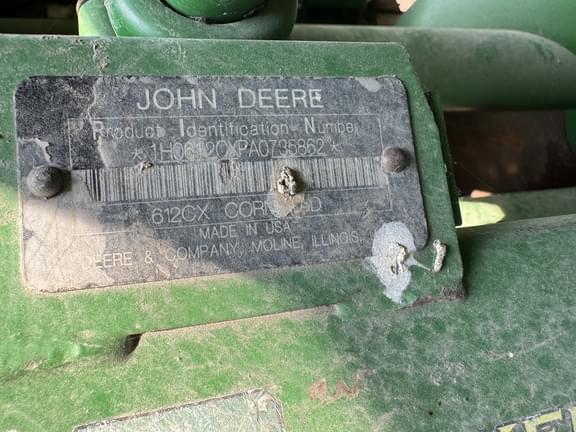 JOHN DEERE
Product Identification Number
*1H0612CXPA0735862*
612CX CORN
MADE IN USA
DEERE & COMPANY, MOLINE, ILLINOIS